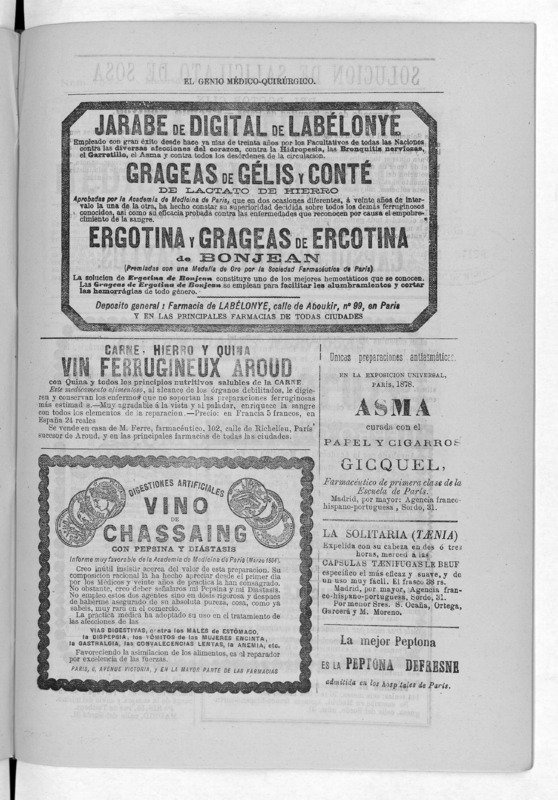 EL GENIO MÉDICO-QUIRÚRGICO.
JARABE DE DIGITAL DE LABÉLONYE
Empleado con gran éxito desde hace ya mas de treinta años por los Facultativos de todas las Naciones
contra las diversas afecciones del corazon, contra la Hidropesia, las Bronquitis nerviosas,
el Garrotillo, el Asma y contra todos los desórdenes de la circulacion.
GRAGEAS DE GÉLIS Y CONTÉ
DE LACTATO DE HIERRO
Aprobadas por la Academia de Medicina de Paris, que en dos ocasiones diferentes, á veinte años de inter-
valo la una de la otra, ha hecho constar su superioridad decidida sobre todos los demás ferruginosos
conocidos, asi como su eficacia probada contra las enfermedades que reconocen por causa el empobre-
cimiento de la sangre.
ERGOTINA Y GRAGEAS DE ERGOTINA
de BONJEAN
(Premiadas con una Medalla de Oro por la Sociedad Farmacéutica de Paris).
La solucion de Ergotina de Bonjean constituye uno de los mejores hemostáticos que se conocen.
Las Grageas de Ergotina de Bonjean se emplean para facilitar los alumbramientos y cortar
las hemorrágias de todo género.
Deposito general: Farmacia de LABÉLONYE, calle de Aboukir, nº 99, en Paris
Y EN LAS PRINCIPALES FARMACIAS DE TODAS CIUDADES
CARNE, HIERRO Y QUINA
VIN FERRUGINEUX AROUD
con Quina y todos los principios nutritivos solubles de la CARNE
Este medicamento alimenticio, al alcance de los órganos debilitados, le digie-
ren y conservan los enfermos que no soportan las preparaciones ferruginosas
más estimadas.—Muy agradable á la vista y al paladar, enriquece la sangre
con todos los elementos de la reparacion.—Precio: en Francia 5 francos, en
España 24 reales
Se vende en casa de M. Ferre, farmacéutico, 102, calle de Richelieu, Paris
sucesor de Aroud, y en las principales farmacias de todas las ciudades.
DIGESTIONES ARTIFICIALES
VINO
DE
CHASSAING
CON PEPSINA Y DIÁSTASIS
Informe muy favorable de la Academia de Medicina de Paris (Marzo 1864).
Creo inútil insistir acerca del valor de esta preparacion. Su
composicion racional la ha hecho apreciar desde el primer dia
por los Médicos y veinte años de práctica la han consagrado.
No obstante, creo deber señalaros mi Pepsina y mi Diástasis.
No empleo estos dos agentes sino en dósis rigorosa, y despues
de haberme asegurado de su absoluta pureza, cosa, como ya
sabeis, muy rara en el comercio.
La práctica médica ha adoptado su uso en el tratamiento
de las afecciones de las
VIAS DIGESTIVAS, contra los MALES de ESTÓMAGO,
la DISPEPSIA, los VÓMITOS de las MUJERES ENCINTA,
la GASTRALGIA, las CONVALECENCIAS LENTAS, la ANEMIA, etc.
Favoreciendo la asimilacion de los alimentos, es el reparador
por excelencia de las fuerzas.
PARIS, 6, AVENUE VICTORIA, Y EN LA MAYOR PARTE DE LAS FARMACIAS
Unicas preparaciones antiasmáticas
EN LA EXPOSICION UNIVERSAL,
PARÍS, 1878.
ASMA
curada con el
PAPEL Y CIGARROS
GICQUEL,
Farmacéutico de primera clase de la
Escuela de París.
Madrid, por mayor: Agencia franco-
hispano-portuguesa, Sordo, 31.
LA SOLITARIA (TÆNIA)
Expelida con su cabeza en dos ó tres
horas, merced á las
CAPSULAS TÆNIFUGAS LE BEUF
específico el más eficaz y suave, y de
un uso muy fácil. El frasco, 28 rs.
Madrid, por mayor, Agencia fran-
co-hispano-portuguesa, Sordo, 31.
Por menor Sres. S. Ocaña, Ortega,
Garcerá y M. Moreno.
La mejor Peptona
ES LA PEPTONA DEFRESNE
admitida en los hospitales de Paris.